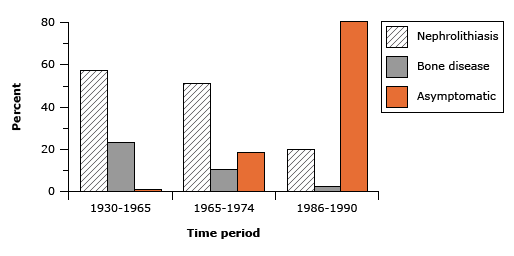 80
60
40
20
0
Percent
1930-1965
1965-1974
1986-1990
Time period
Nephrolithiasis
Bone disease
Asymptomatic